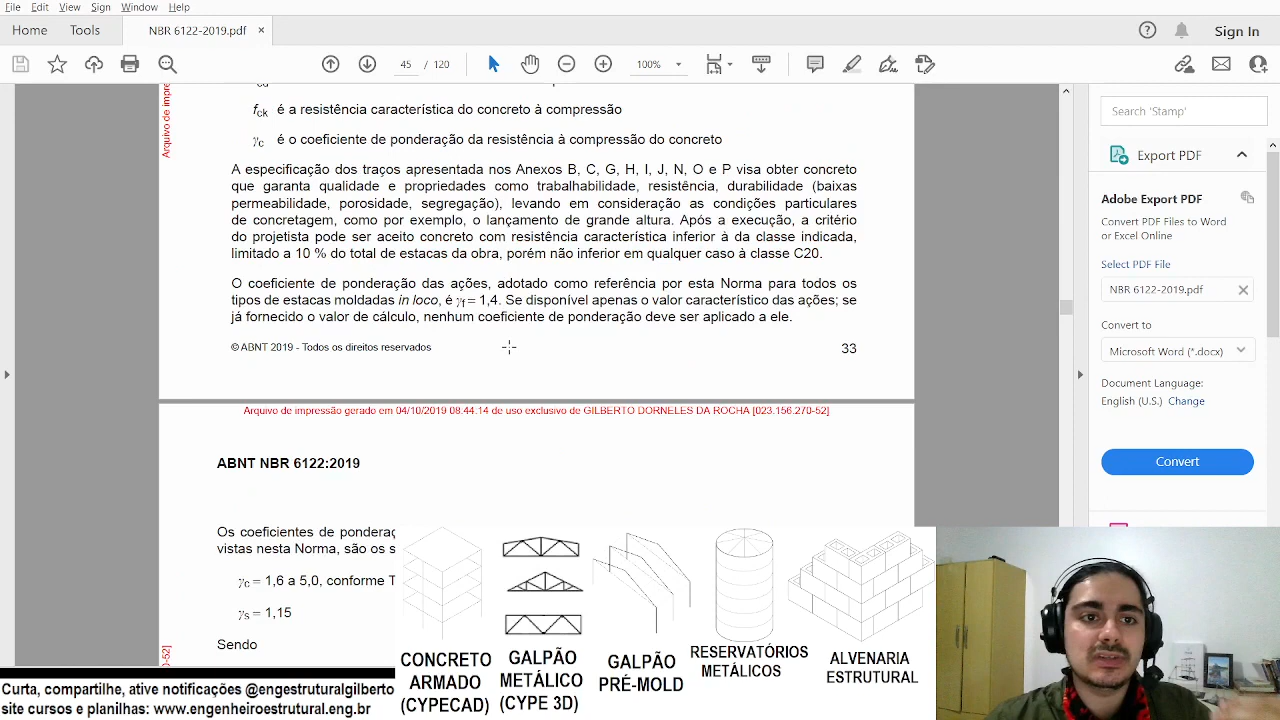 File Edit View Sign Window Help
Home Tools NBR 6122-2019.pdf × Sign In
45 / 120 100%
fck é a resistência característica do concreto à compressão
γc é o coeficiente de ponderação da resistência à compressão do concreto
A especificação dos traços apresentada nos Anexos B, C, G, H, I, J, N, O e P visa obter concreto
que garanta qualidade e propriedades como trabalhabilidade, resistência, durabilidade (baixas
permeabilidade, porosidade, segregação), levando em consideração as condições particulares
de concretagem, como por exemplo, o lançamento de grande altura. Após a execução, a critério
do projetista pode ser aceito concreto com resistência característica inferior à da classe indicada,
limitado a 10 % do total de estacas da obra, porém não inferior em qualquer caso à classe C20.
O coeficiente de ponderação das ações, adotado como referência por esta Norma para todos os
tipos de estacas moldadas in loco, é γf = 1,4. Se disponível apenas o valor característico das ações; se
já fornecido o valor de cálculo, nenhum coeficiente de ponderação deve ser aplicado a ele.
© ABNT 2019 - Todos os direitos reservados 33
Arquivo de impre
Arquivo de impressão gerado em 04/10/2019 08.44.14 de uso exclusivo de GILBERTO DORNELES DA ROCHA [023.156.270-52]
ABNT NBR 6122:2019
Os coeficientes de pondera
vistas nesta Norma, são os s
γc = 1,6 a 5,0, conforme T
γs = 1,15
Sendo
Search 'Stamp'
Export PDF
Adobe Export PDF
Convert PDF Files to Word
or Excel Online
Select PDF File
NBR 6122-2019.pdf
Convert to
Microsoft Word (*.docx)
Document Language:
English (U.S.) Change
Convert
CONCRETO
ARMADO
(CYPECAD)
GALPÃO
METÁLICO
(CYPE 3D)
GALPÃO
PRÉ-MOLD
RESERVATÓRIOS
METÁLICOS
ALVENARIA
ESTRUTURAL
Curta, compartilhe, ative notificações @engestruturalgilberto
site cursos e planilhas: www.engenheiroestrutural.eng.br